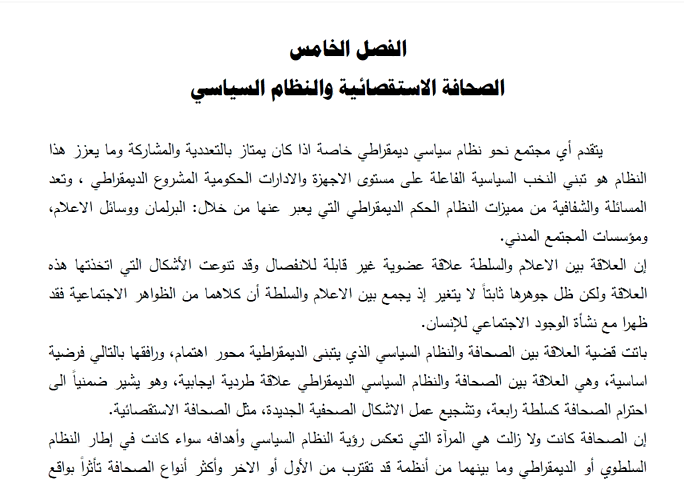 الفصل الخامس
الصحافة الاستقصائية والنظام السياسي
يتقدم أي مجتمع نحو نظام سياسي ديمقراطي خاصة اذا كان يمتاز بالتعددية والمشاركة وما يعزز هذا
النظام هو تبني النخب السياسية الفاعلة على مستوى الاجهزة والادارات الحكومية المشروع الديمقراطي ، وتعد
المسائلة والشفافية من مميزات النظام الحكم الديمقراطي التي يعبر عنها من خلال: البرلمان ووسائل الاعلام،
ومؤسسات المجتمع المدني.
إن العلاقة بين الاعلام والسلطة علاقة عضوية غير قابلة للانفصال وقد تنوعت الأشكال التي اتخذتها هذه
العلاقة ولكن ظل جوهرها ثابتاً لا يتغير إذ يجمع بين الاعلام والسلطة أن كلاهما من الظواهر الاجتماعية فقد
ظهرا مع نشأة الوجود الاجتماعي للإنسان.
باتت قضية العلاقة بين الصحافة والنظام السياسي الذي يتبنى الديمقراطية محور اهتمام، ورافقها بالتالي فرضية
اساسية، وهي العلاقة بين الصحافة والنظام السياسي الديمقراطي علاقة طردية ايجابية، وهو يشير ضمنياً الى
احترام الصحافة كسلطة رابعة، وتشجيع عمل الاشكال الصحفية الجديدة، مثل الصحافة الاستقصائية.
إن الصحافة كانت ولا زالت هي المرآة التي تعكس رؤية النظام السياسي وأهدافه سواء كانت في إطار النظام
السلطوي أو الديمقراطي وما بينهما من أنظمة قد تقترب من الأول أو الاخر وأكثر أنواع الصحافة تأثراً بواقع